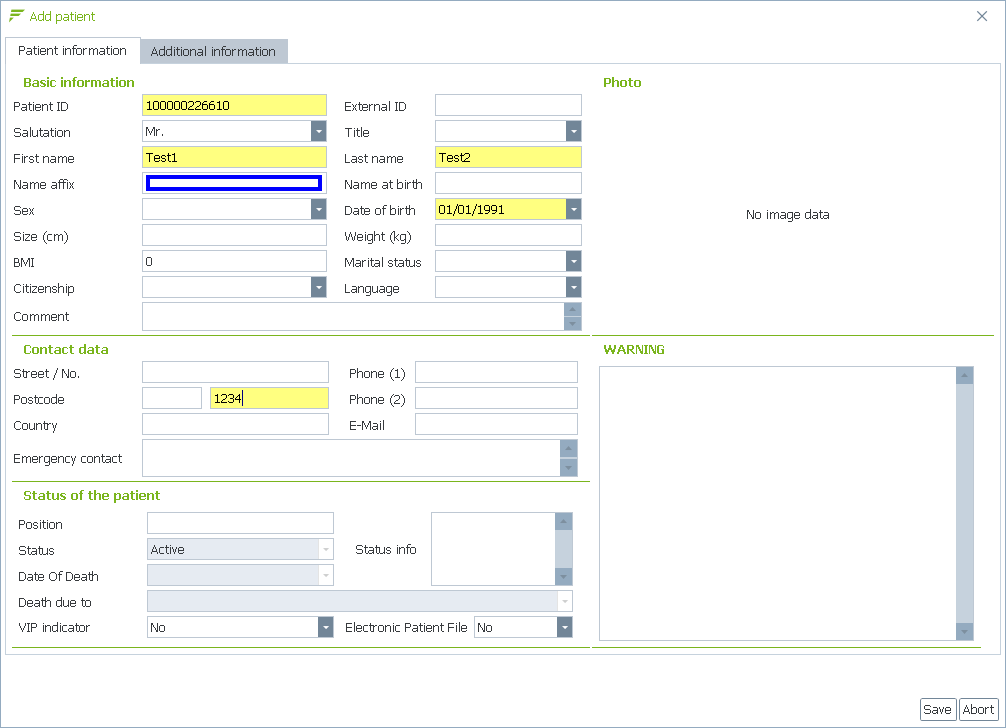 Add patient
Patient information Additional information
Basic information Photo
Patient ID 100000226610 External ID
Salutation Mr. Title
First name Test1 Last name Test2
Name affix Name at birth
Sex Date of birth 01/01/1991
No image data
Size (cm) Weight (kg)
BMI 0 Marital status
Citizenship Language
Comment
Contact data WARNING
Street / No. Phone (1)
Postcode 1234 Phone (2)
Country E-Mail
Emergency contact
Status of the patient
Position
Status Active Status info
Date Of Death
Death due to
VIP indicator No Electronic Patient File No
Save Abort